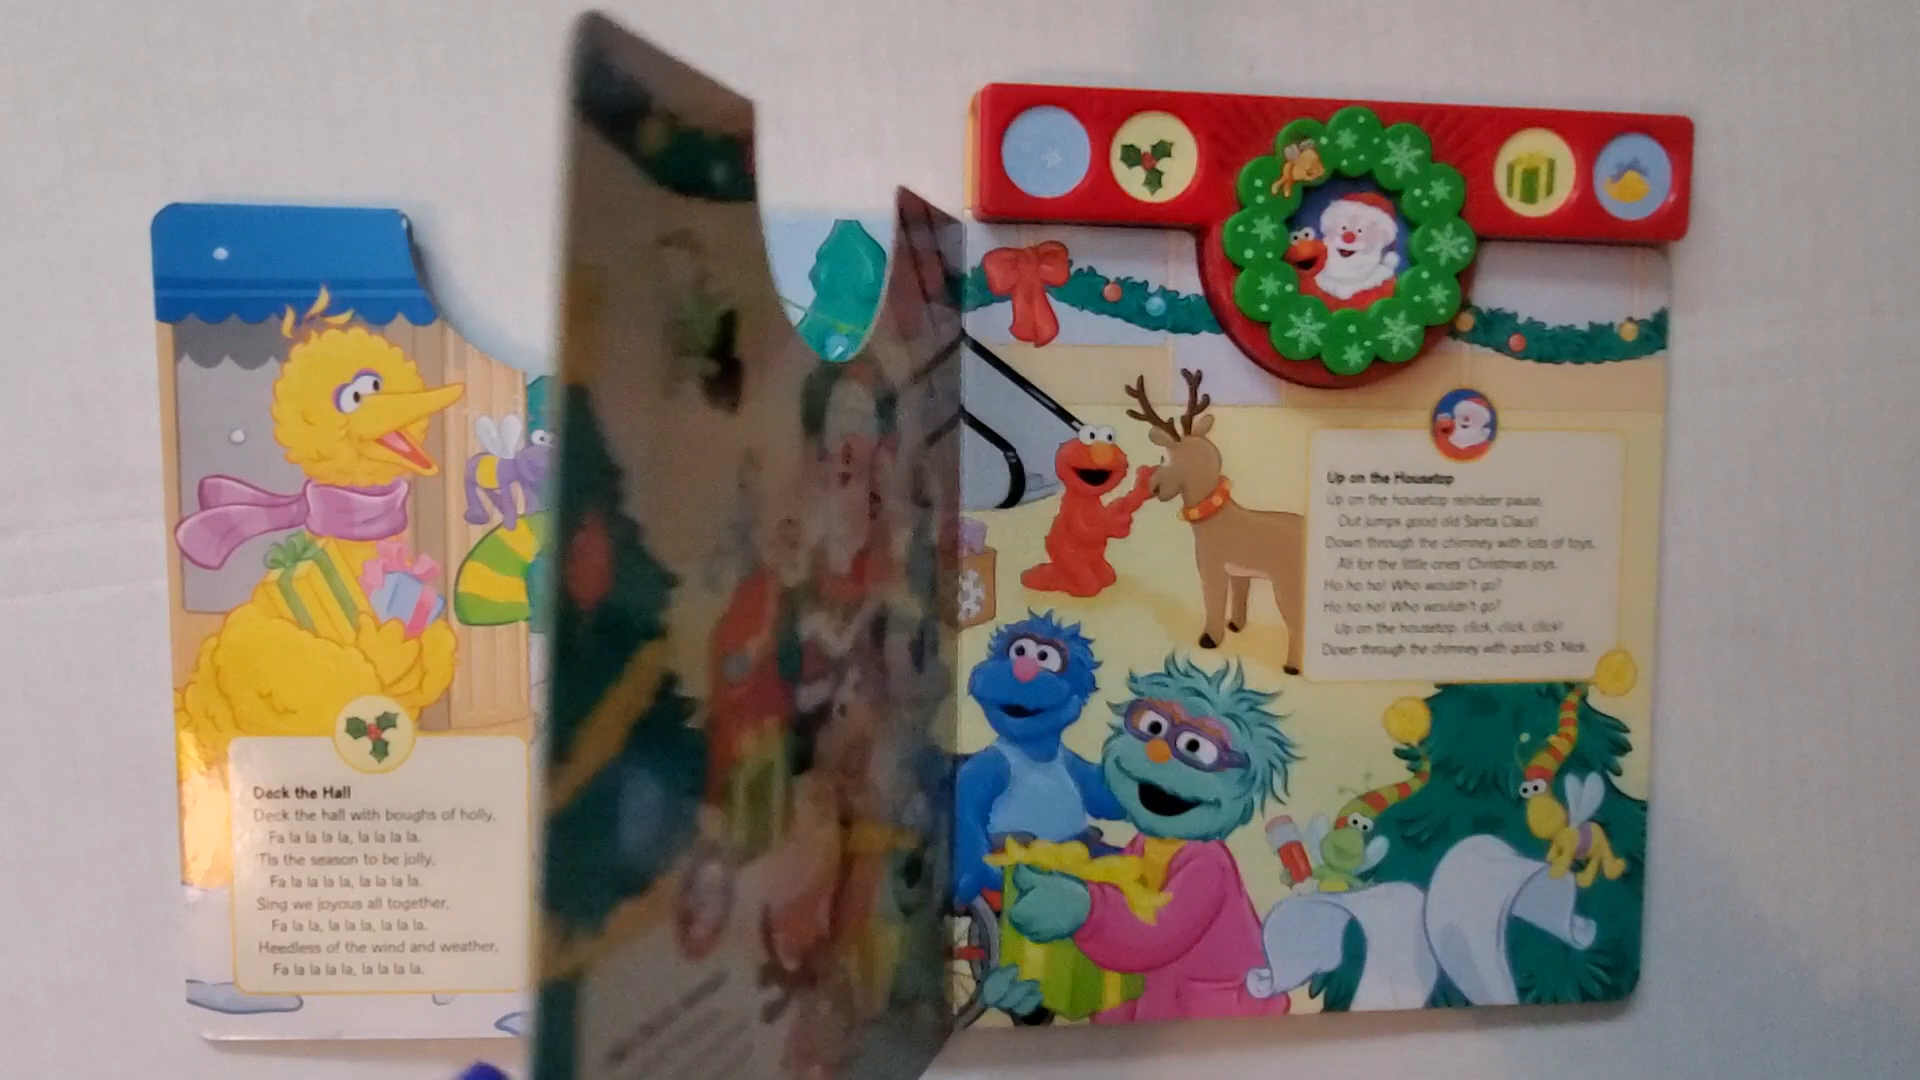 Deck the Hall
Deck the hall with boughs of holly,
Fa la la la la, la la la la.
'Tis the season to be jolly,
Fa la la la la, la la la la.
Sing we joyous all together,
Fa la la, la la la, la la la.
Heedless of the wind and weather,
Fa la la la la, la la la la.
Up on the Housetop
Up on the housetop reindeer pause,
Out jumps good old Santa Claus!
Down through the chimney with lots of toys,
All for the little ones' Christmas joys.
Ho ho ho! Who wouldn't go?
Ho ho ho! Who wouldn't go?
Up on the housetop, click, click, click!
Down through the chimney with good St. Nick.